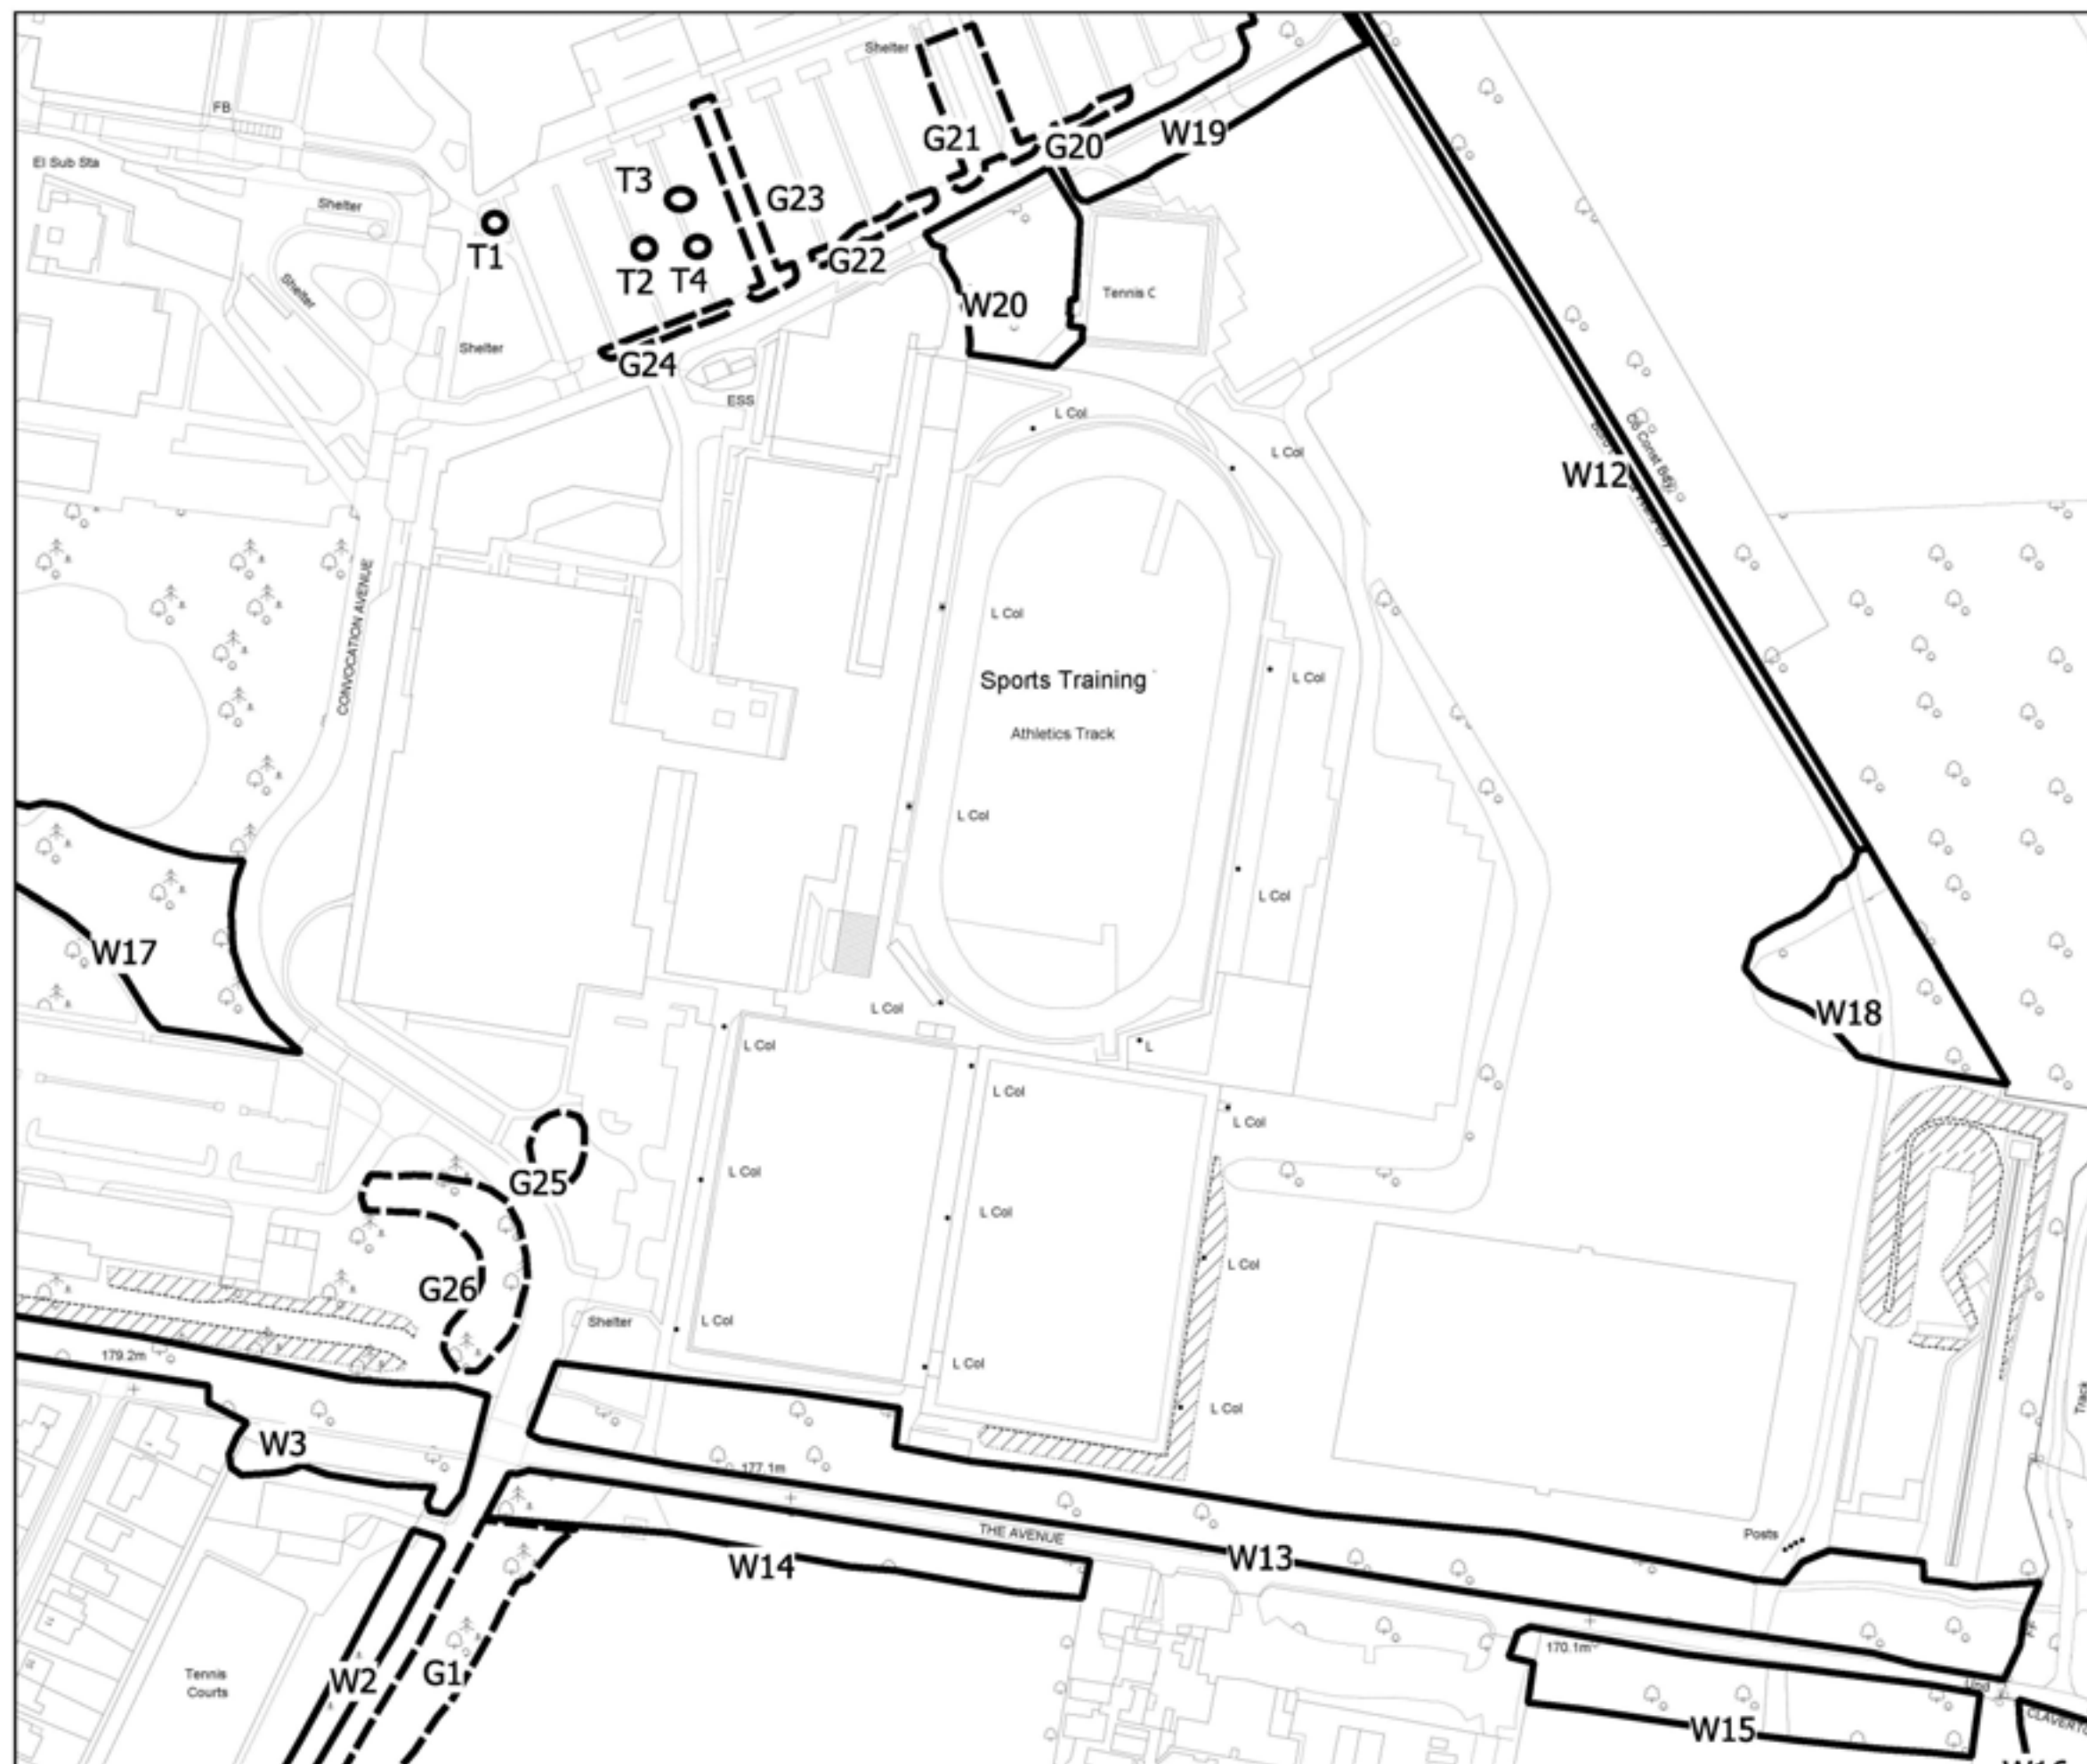 Shelter
FB
W19
G21
G20
El Sub Sta
T3
G23
Shelter
T1
G22
T2
T4
Shelter
W20
Tennis C
Shelter
G24
ESS
L Col
L Col
W12
CONVOCATION AVENUE
L Col
L Col
Sports Training
Athletics Track
L Col
L Col
W17
L Col
W18
L Col
L
L Col
L Col
L Col
G25
L Col
L Col
G26
Shelter
L Col
179.2m
L Col
Track
L Col
W3
177.1m
THE AVENUE
Posts
W14
W13
W2
G1
Tennis
Courts
170.1m
Und
W15
CLAVERTO